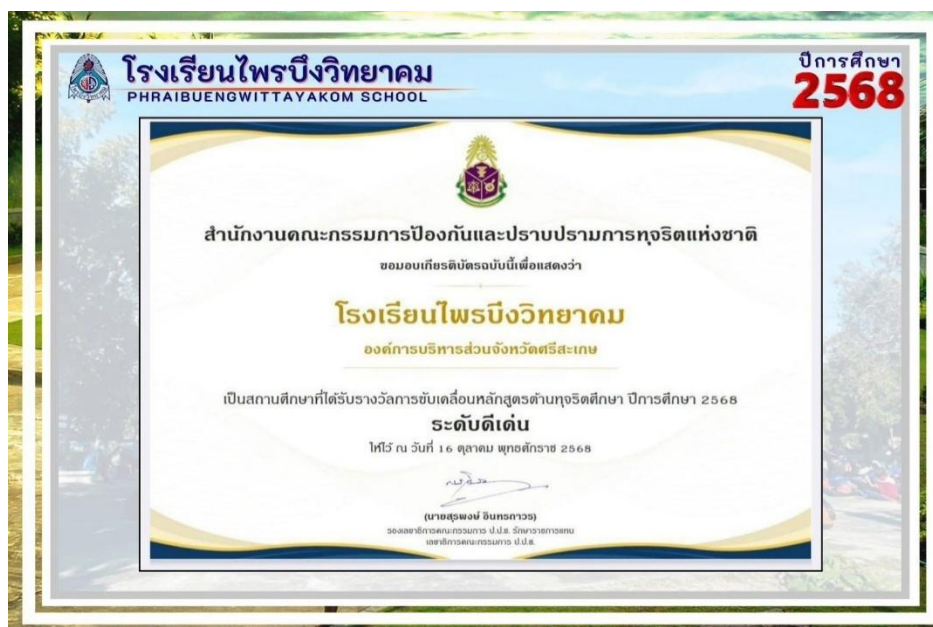 โรงเรียนไพรบึงวิทยาคม
PHRAIBUENGWITTAYAKOM SCHOOL
ปีการศึกษา
2568
สำนักงานคณะกรรมการป้องกันและปราบปรามการทุจริตแห่งชาติ
ขอมอบเกียรติบัตรฉบับนี้เพื่อแสดงว่า
โรงเรียนไพรบึงวิทยาคม
องค์การบริหารส่วนจังหวัดศรีสะเกษ
เป็นสถานศึกษาที่ได้รับรางวัลการขับเคลื่อนหลักสูตรต้านทุจริตศึกษา ปีการศึกษา 2568
ระดับดีเด่น
ให้ไว้ ณ วันที่ 16 ตุลาคม พุทธศักราช 2568
(นายสุรพงษ์ อินทรถาวร)
รองเลขาธิการคณะกรรมการ ป.ป.ช. รักษาราชการแทน
เลขาธิการคณะกรรมการ ป.ป.ช.